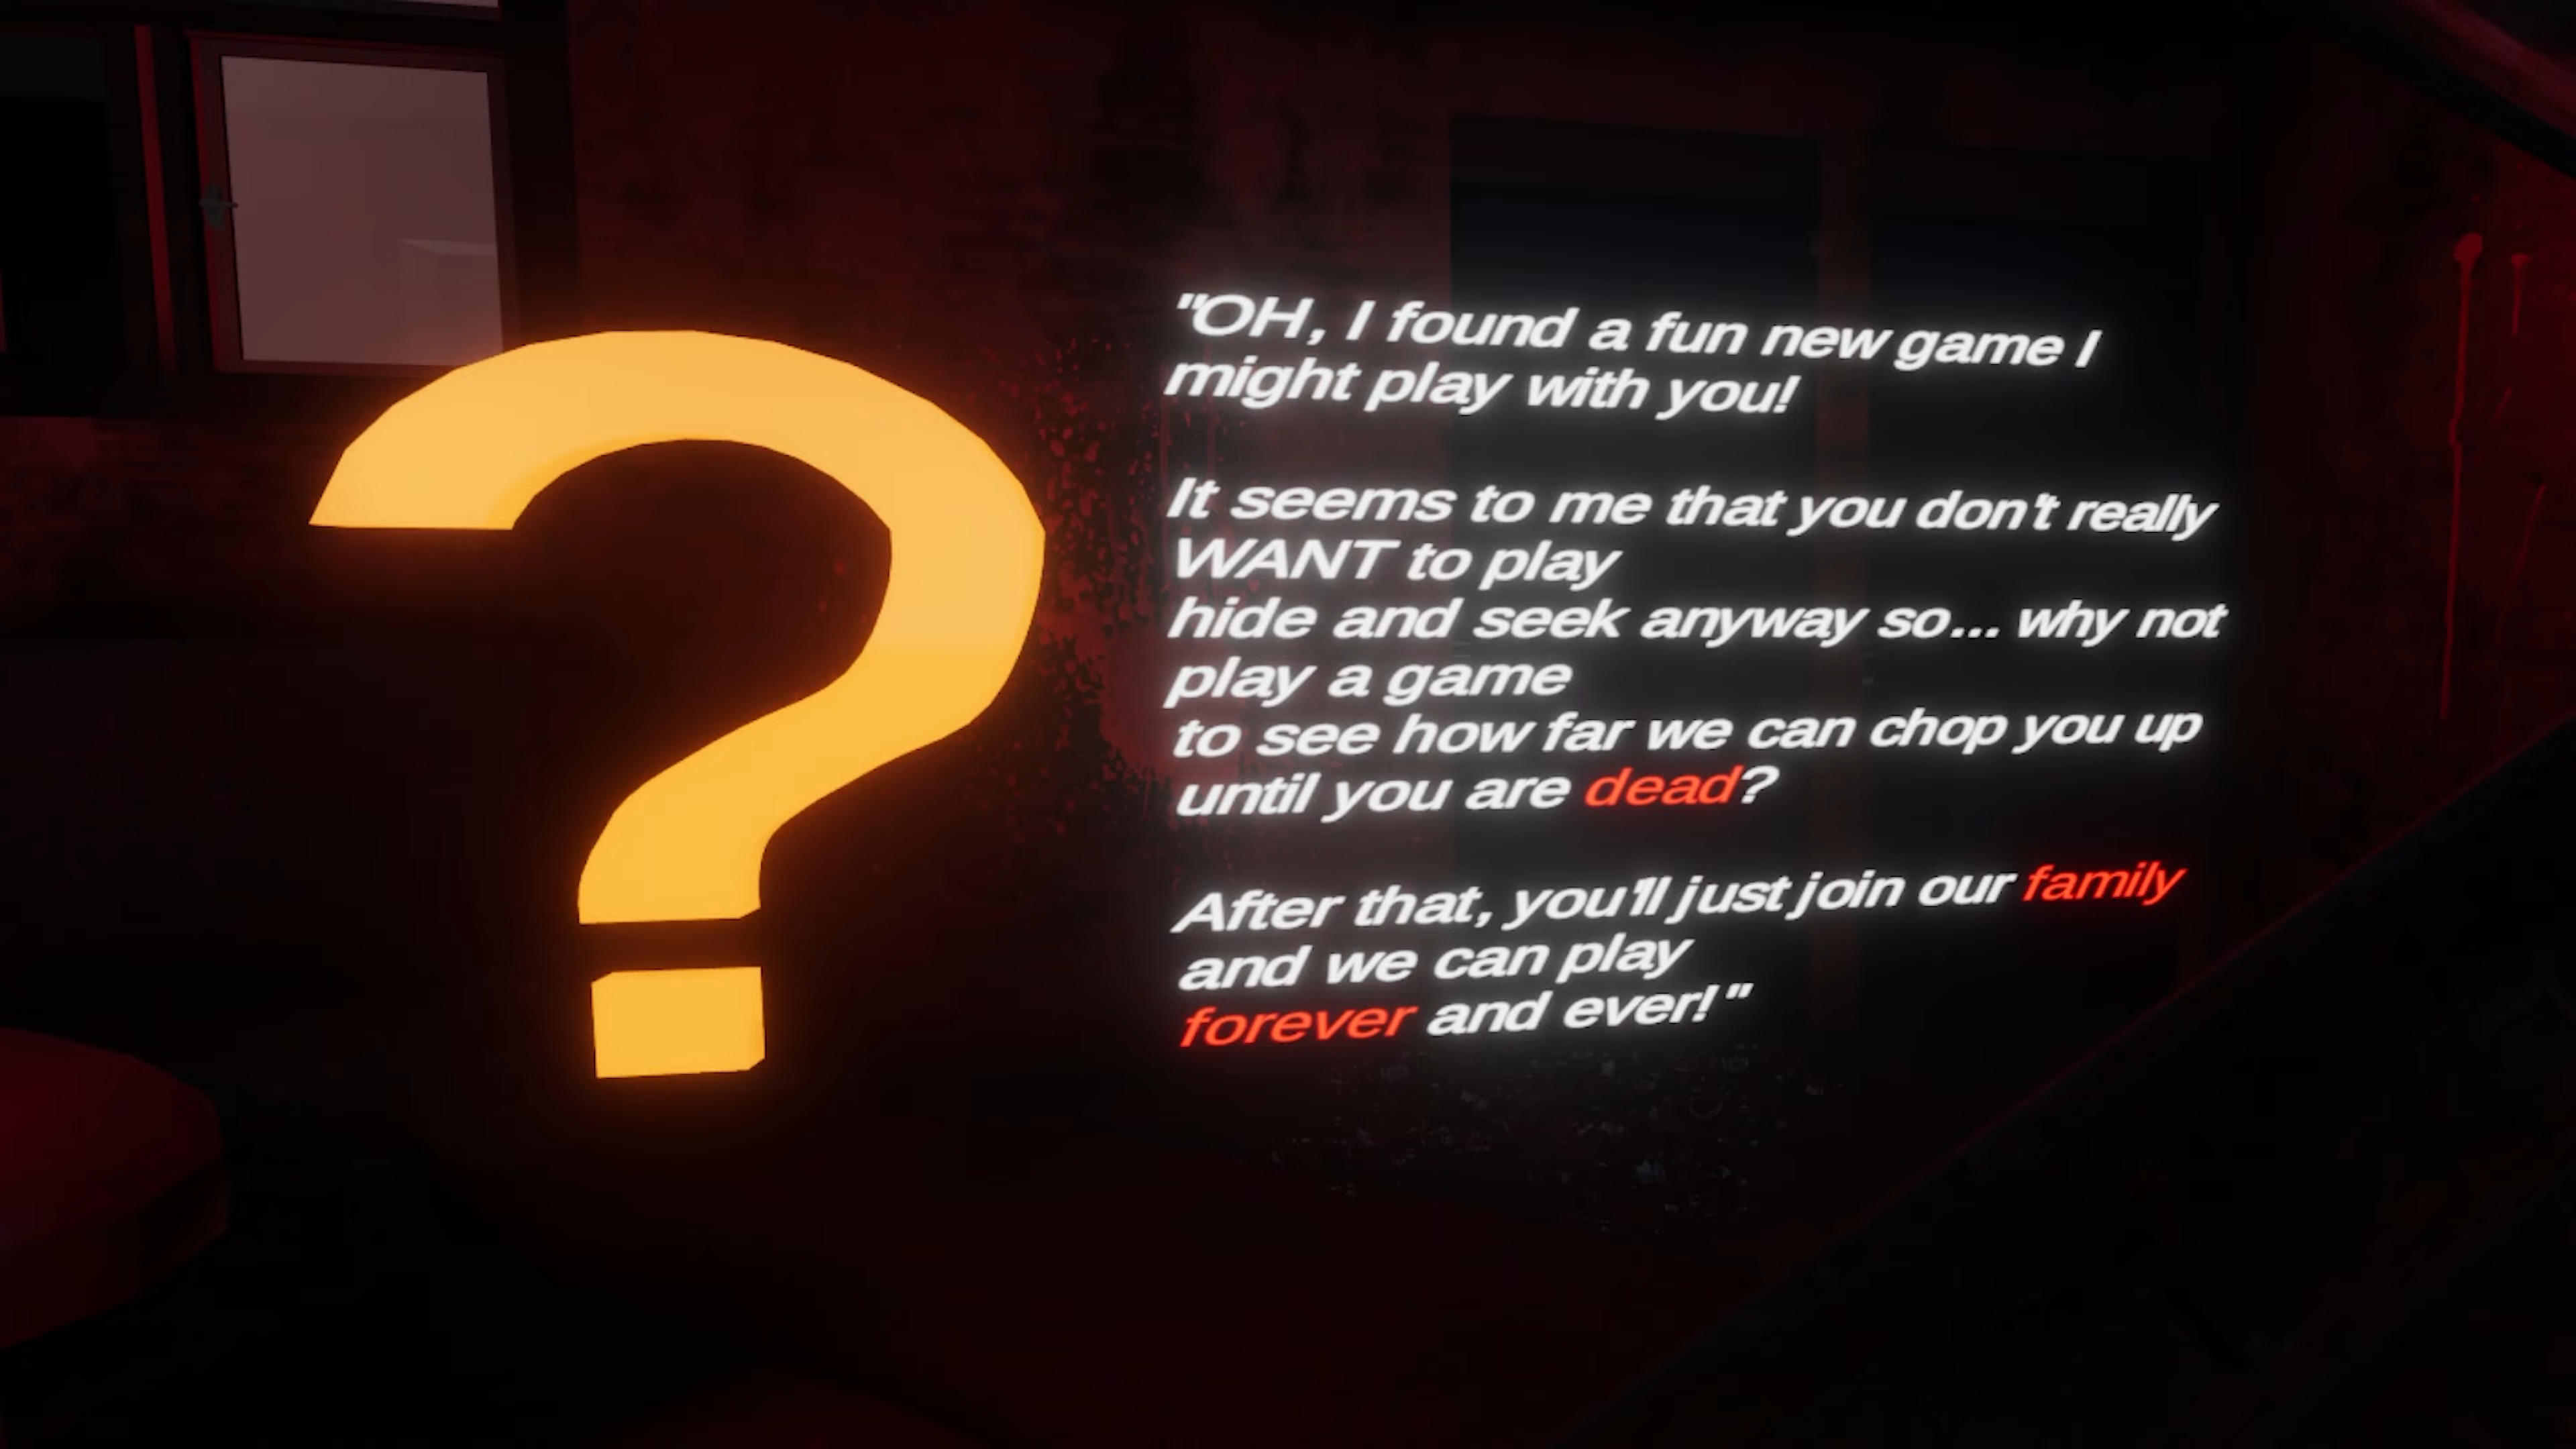 ?
"OH, I found a fun new game I
might play with you!
It seems to me that you don't really
WANT to play
hide and seek anyway so... why not
play a game
to see how far we can chop you up
until you are dead?
After that, you'll just join our family
and we can play
forever and ever!"